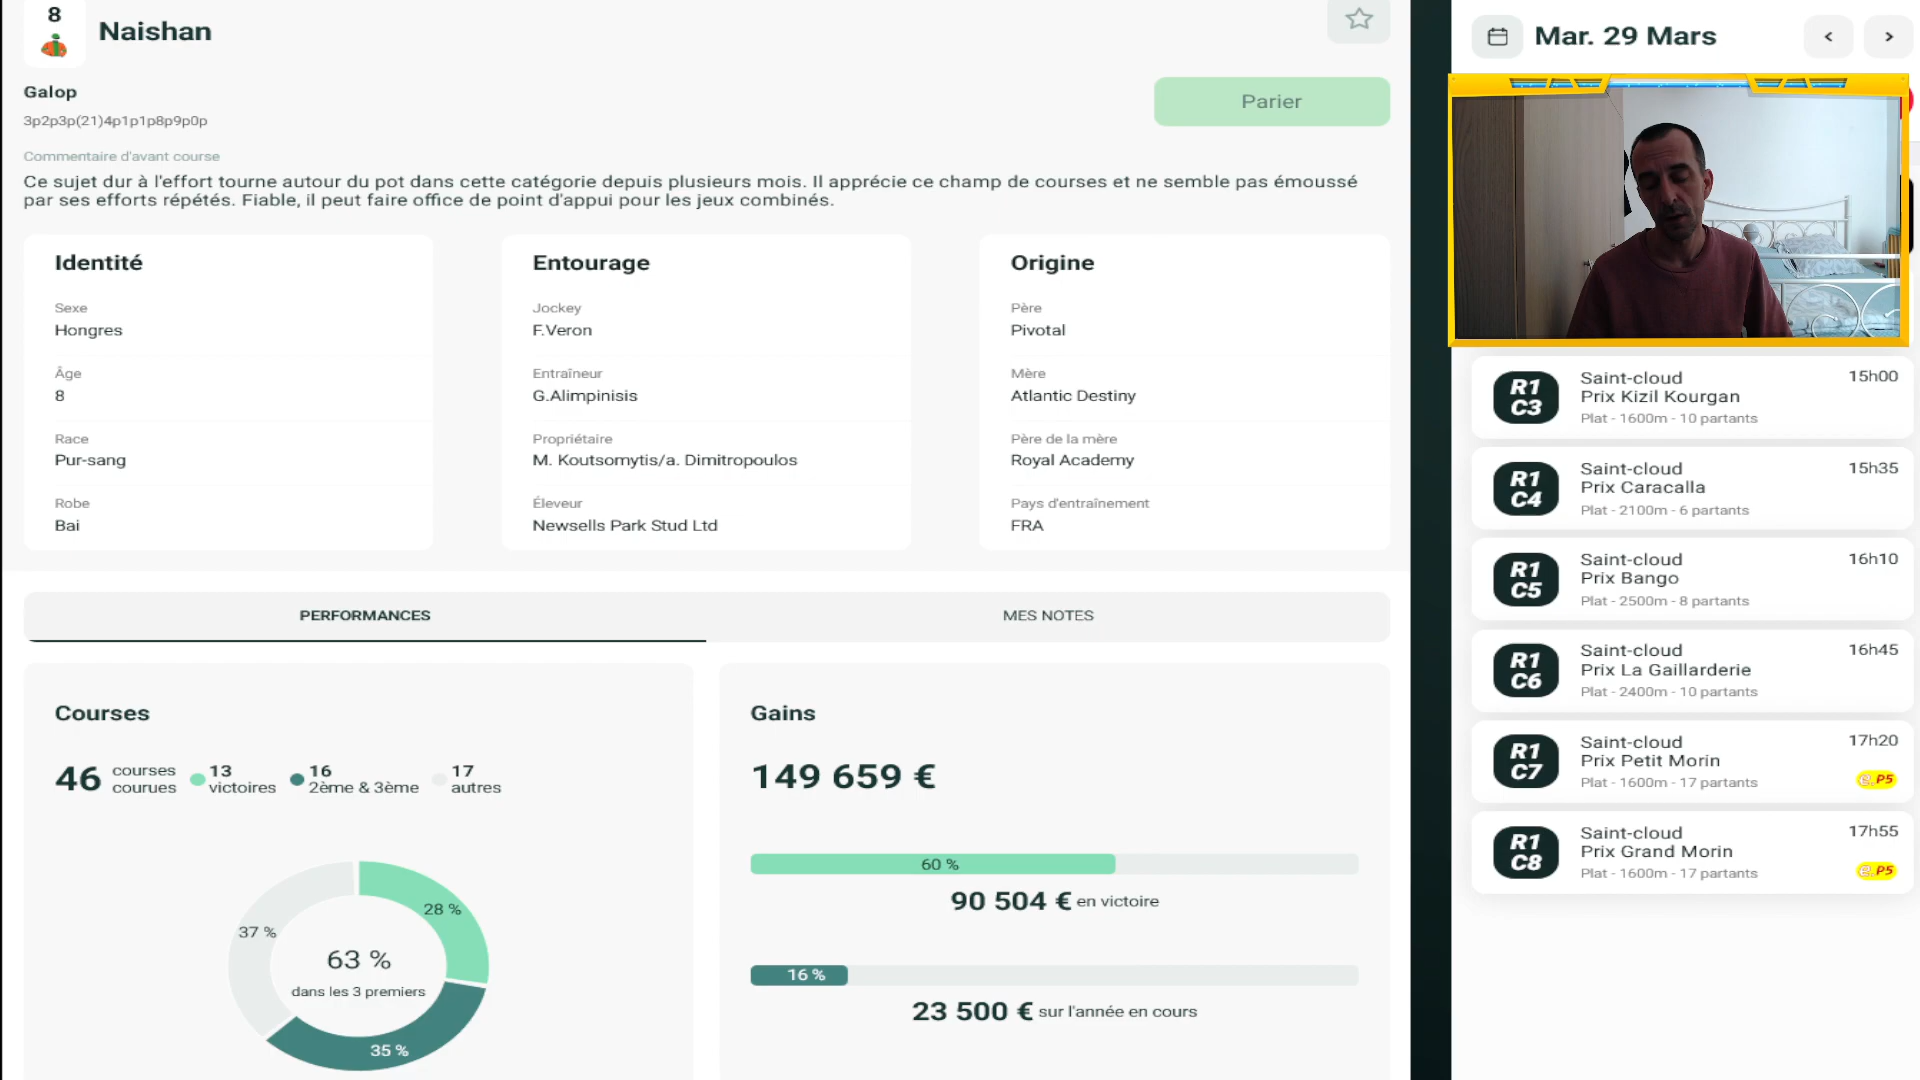 8
Naishan
Galop
3p2p3p(21)4p1p1p8p9p0p
Parier
Commentaire d'avant course
Ce sujet dur à l'effort tourne autour du pot dans cette catégorie depuis plusieurs mois. Il apprécie ce champ de courses et ne semble pas émoussé
par ses efforts répétés. Fiable, il peut faire office de point d'appui pour les jeux combinés.
Identité
Sexe
Hongres
Âge
8
Race
Pur-sang
Robe
Bai
Entourage
Jockey
F.Veron
Entraîneur
G.Alimpinisis
Propriétaire
M. Koutsomytis/a. Dimitropoulos
Éleveur
Newsells Park Stud Ltd
Origine
Père
Pivotal
Mère
Atlantic Destiny
Père de la mère
Royal Academy
Pays d'entraînement
FRA
PERFORMANCES
MES NOTES
Courses
46 courses courues
13 victoires
16 2ème & 3ème
17 autres
28 %
37 %
63 %
dans les 3 premiers
35 %
Gains
149 659 €
60 %
90 504 € en victoire
16 %
23 500 € sur l'année en cours
Mar. 29 Mars
<
>
R1 C3
Saint-cloud
15h00
Prix Kizil Kourgan
Plat - 1600m - 10 partants
R1 C4
Saint-cloud
15h35
Prix Caracalla
Plat - 2100m - 6 partants
R1 C5
Saint-cloud
16h10
Prix Bango
Plat - 2500m - 8 partants
R1 C6
Saint-cloud
16h45
Prix La Gaillarderie
Plat - 2400m - 10 partants
R1 C7
Saint-cloud
17h20
Prix Petit Morin
Plat - 1600m - 17 partants
e.P5
R1 C8
Saint-cloud
17h55
Prix Grand Morin
Plat - 1600m - 17 partants
e.P5